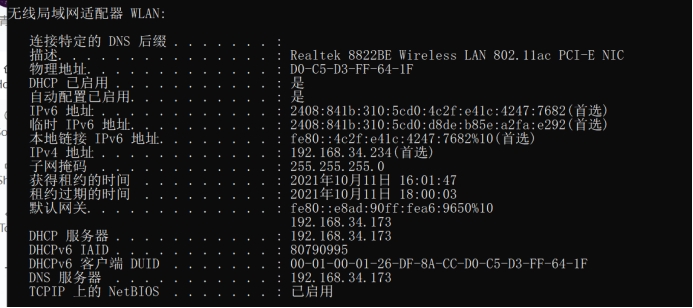 无线局域网适配器 WLAN:
连接特定的 DNS 后缀 . . . . . . . :
描述. . . . . . . . . . . . . . . : Realtek 8822BE Wireless LAN 802.11ac PCI-E NIC
物理地址. . . . . . . . . . . . . : D0-C5-D3-FF-64-1F
DHCP 已启用 . . . . . . . . . . . : 是
自动配置已启用. . . . . . . . . . : 是
IPv6 地址 . . . . . . . . . . . . : 2408:841b:310:5cd0:4c2f:e41c:4247:7682(首选)
临时 IPv6 地址. . . . . . . . . . : 2408:841b:310:5cd0:d8de:b85e:a2fa:e292(首选)
本地链接 IPv6 地址. . . . . . . . : fe80::4c2f:e41c:4247:7682%10(首选)
IPv4 地址 . . . . . . . . . . . . : 192.168.34.234(首选)
子网掩码 . . . . . . . . . . . . : 255.255.255.0
获得租约的时间 . . . . . . . . . : 2021年10月11日 16:01:47
租约过期的时间 . . . . . . . . . : 2021年10月11日 18:00:03
默认网关. . . . . . . . . . . . . : fe80::e8ad:90ff:fea6:9650%10
192.168.34.173
DHCP 服务器 . . . . . . . . . . . : 192.168.34.173
DHCPv6 IAID . . . . . . . . . . . : 80790995
DHCPv6 客户端 DUID . . . . . . . : 00-01-00-01-26-DF-8A-CC-D0-C5-D3-FF-64-1F
DNS 服务器 . . . . . . . . . . . : 192.168.34.173
TCPIP 上的 NetBIOS . . . . . . . : 已启用